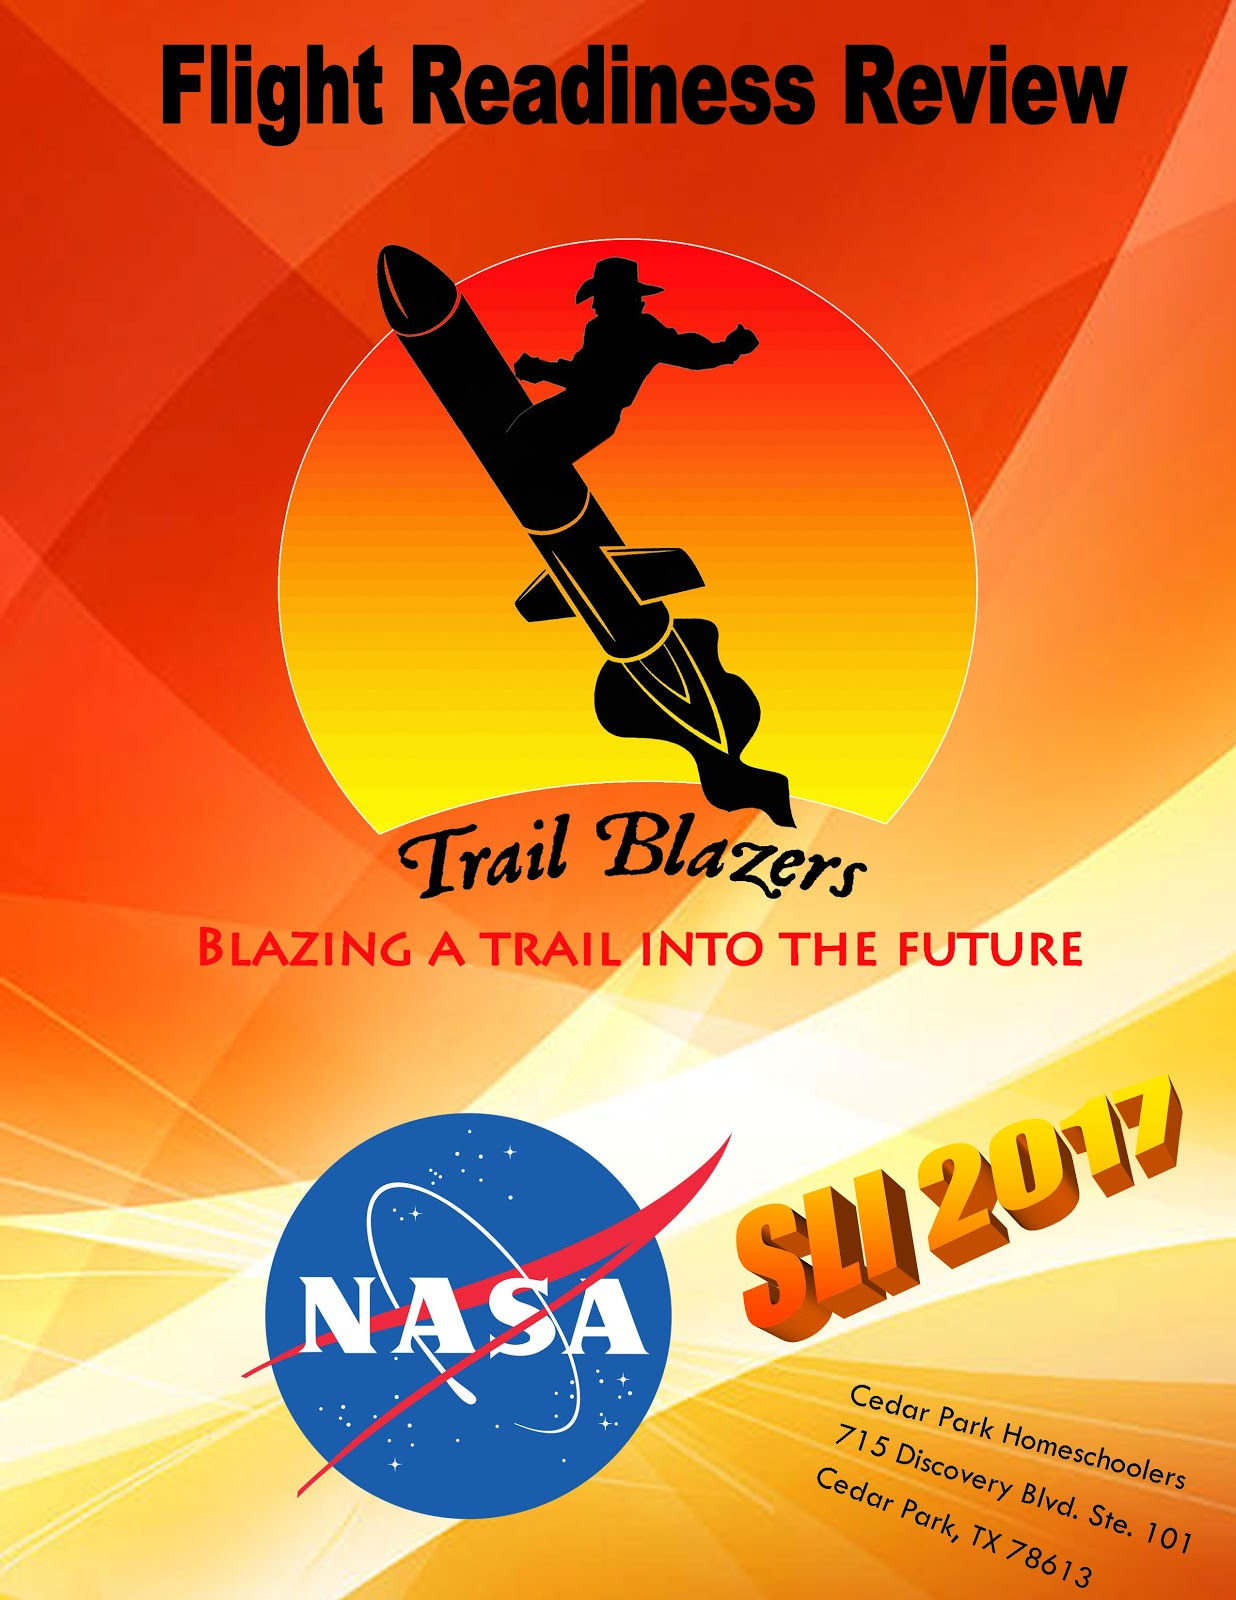 Flight Readiness Review
Trail Blazers
BLAZING A TRAIL INTO THE FUTURE
SLI 2017
NASA
Cedar Park Homeschoolers
715 Discovery Blvd. Ste. 101
Cedar Park, TX 78613